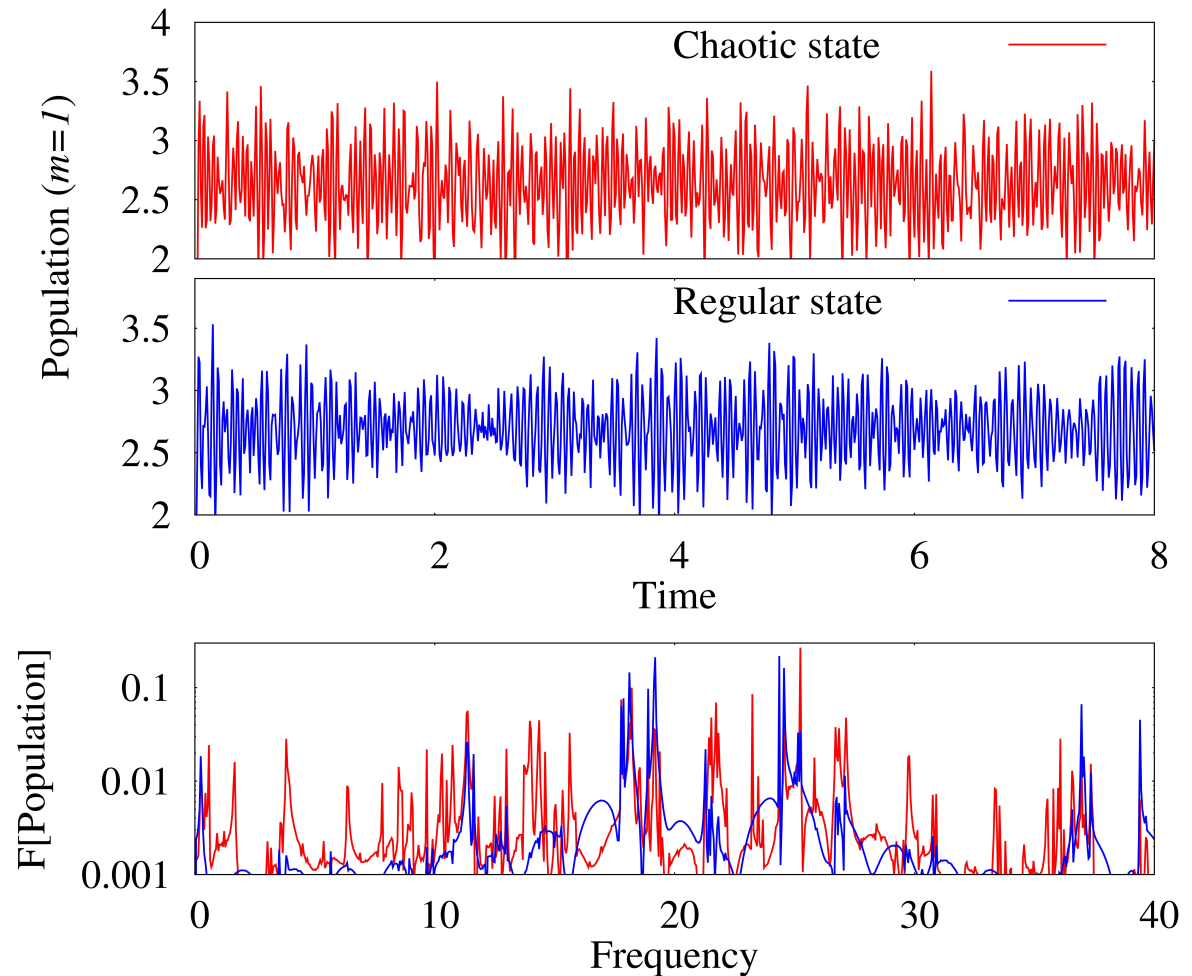 4
Chaotic state
3.5
3
2.5
2
Population (m=1)
Regular state
3.5
3
2.5
2
0 2 4 6 8
Time
F[Population]
0.1
0.01
0.001
0 10 20 30 40
Frequency